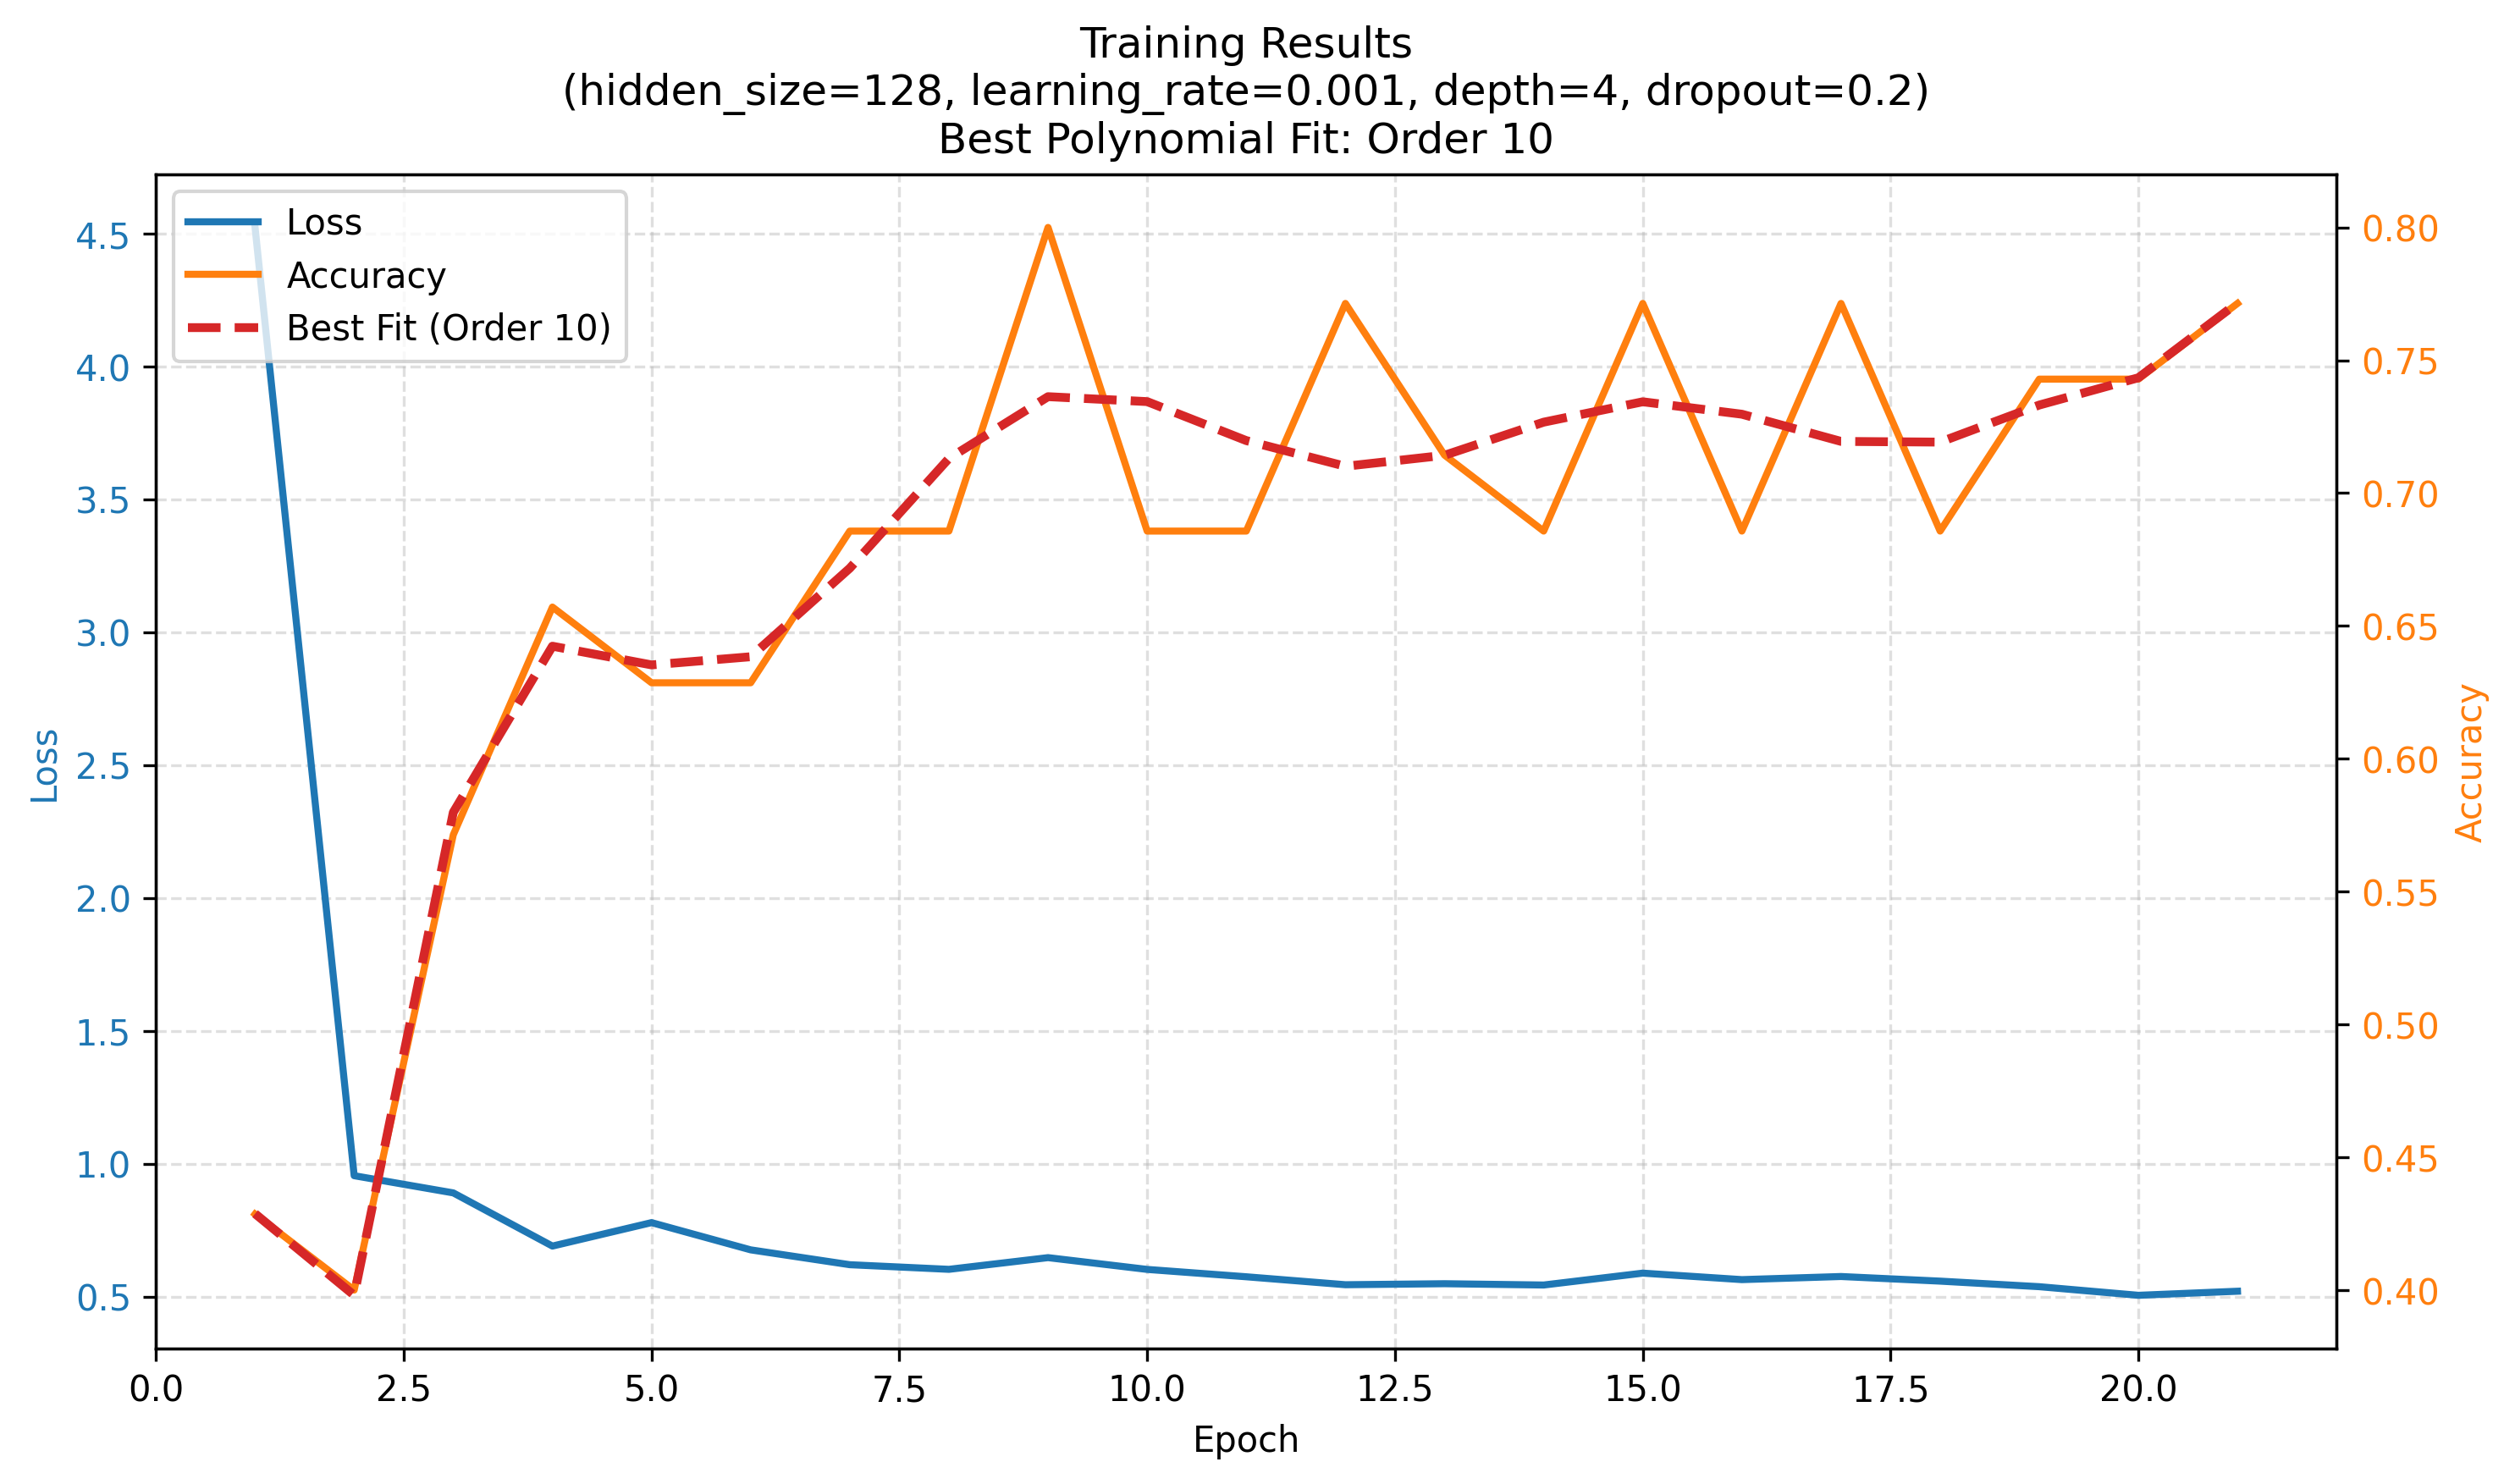 Training Results
(hidden_size=128, learning_rate=0.001, depth=4, dropout=0.2)
Best Polynomial Fit: Order 10
Loss
Accuracy
Best Fit (Order 10)
4.5
4.0
3.5
3.0
2.5
2.0
1.5
1.0
0.5
Loss
0.80
0.75
0.70
0.65
0.60
0.55
0.50
0.45
0.40
Accuracy
0.0 2.5 5.0 7.5 10.0 12.5 15.0 17.5 20.0
Epoch